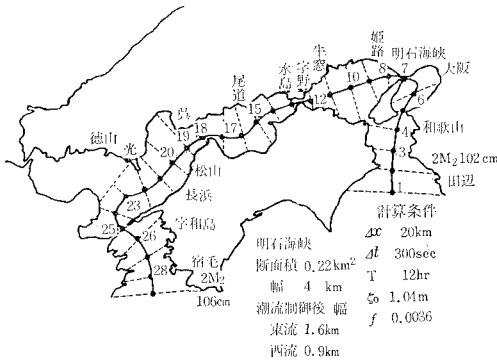 姫路
明石海峡
大阪
牛窓
宇野
水島
尾道
呉
徳山
光
7
8
10
12
15
17
18
19
20
23
25
26
28
6
4
3
1
和歌山
2M₂ 102cm
田辺
松山
長浜
宇和島
宿毛
2M₂
106cm
明石海峡
断面積 0.22km²
幅 4 km
潮流制御後 幅
東流 1.6km
西流 0.9km
計算条件
Δx 20km
Δt 300sec
T 12hr
ζ₀ 1.04m
f 0.0036